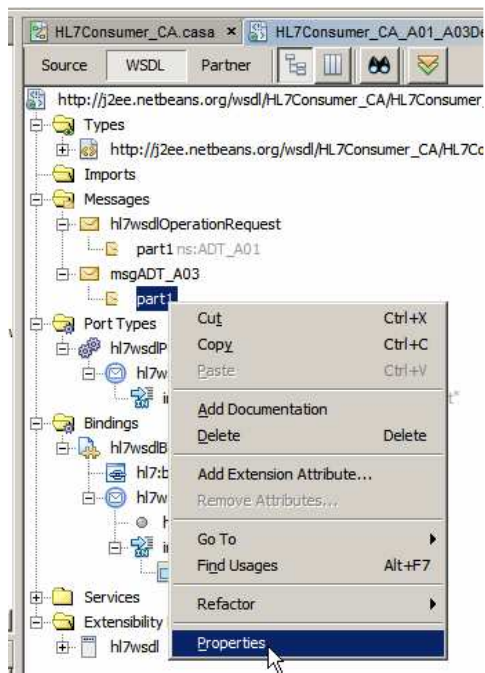 HL7Consumer_CA.casa × HL7Consumer_CA_A01_A03De
Source WSDL Partner
http://j2ee.netbeans.org/wsdl/HL7Consumer_CA/HL7Consumer_
Types
http://j2ee.netbeans.org/wsdl/HL7Consumer_CA/HL7Co
Imports
Messages
hl7wsdlOperationRequest
part1 ns:ADT_A01
msgADT_A03
part1
Cut Ctrl+X
Port Types
hl7wsdlP
Copy Ctrl+C
hl7w
Paste Ctrl+V
Add Documentation
Bindings
Delete Delete
hl7wsdlB
hl7:b
Add Extension Attribute...
hl7w
Remove Attributes...
Go To
Find Usages Alt+F7
Services
Refactor
Extensibility
hl7wsdl
Properties